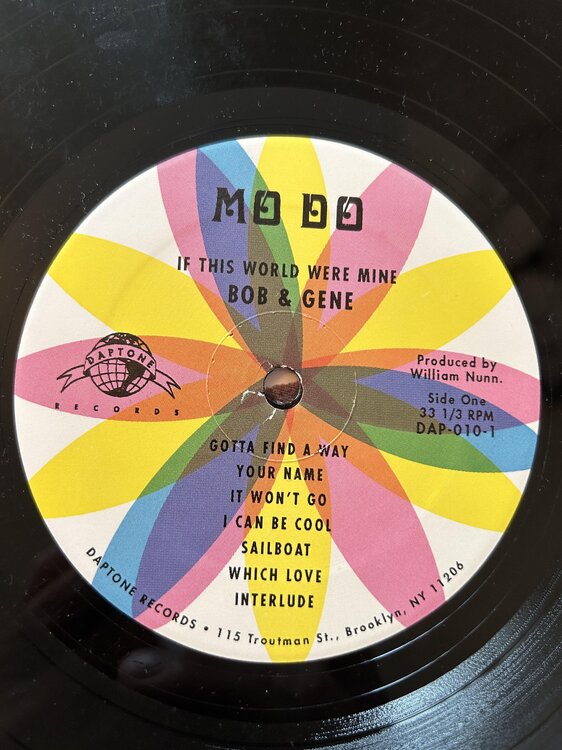 MO DO
IF THIS WORLD WERE MINE
BOB & GENE
DAPTONE
RECORDS
Produced by
William Nunn.
Side One
33 1/3 RPM
DAP-010-1
GOTTA FIND A WAY
YOUR NAME
IT WON'T GO
I CAN BE COOL
SAILBOAT
WHICH LOVE
INTERLUDE
DAPTONE RECORDS • 115 Troutman St., Brooklyn, NY 11206